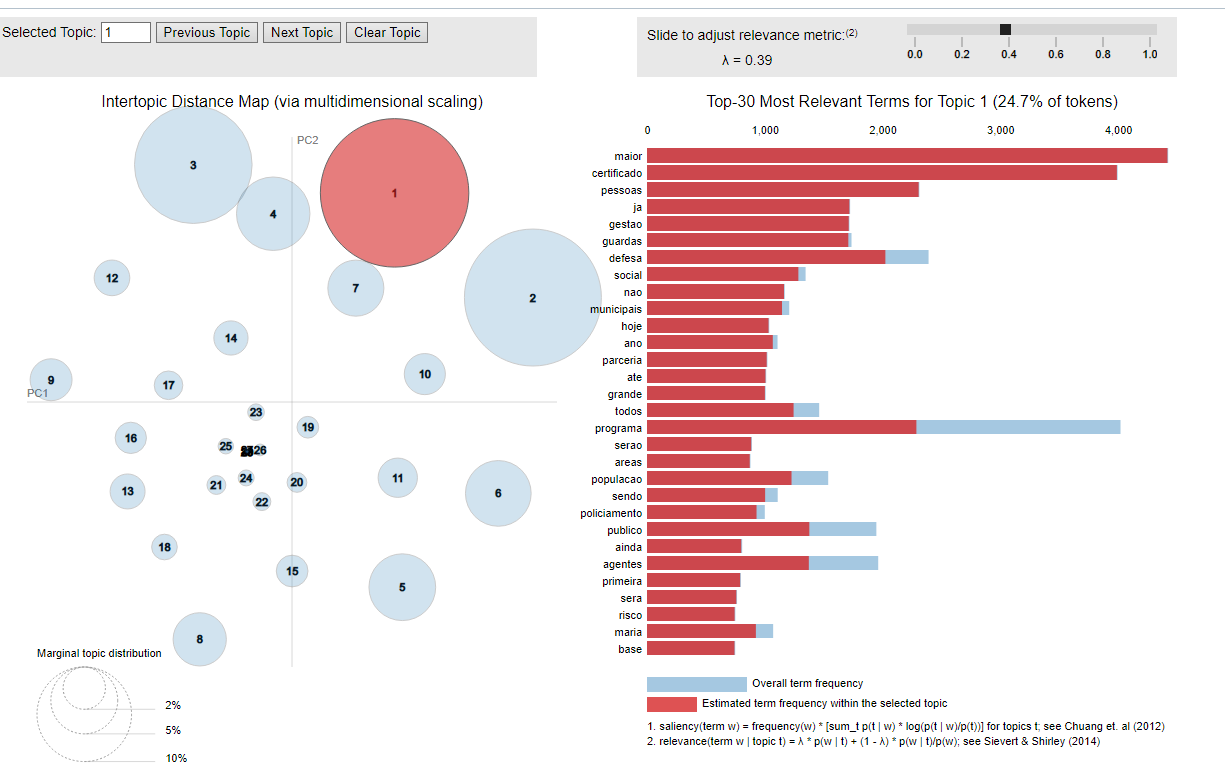 Selected Topic: 1 Previous Topic Next Topic Clear Topic
Slide to adjust relevance metric:(2)
λ = 0.39
0.0 0.2 0.4 0.6 0.8 1.0
Intertopic Distance Map (via multidimensional scaling)
PC2
PC1
3
1
4
12
7
2
14
9
17
10
23
19
16
25
26
24
21
20
22
13
11
6
18
15
5
8
Marginal topic distribution
2%
5%
10%
Top-30 Most Relevant Terms for Topic 1 (24.7% of tokens)
0 1,000 2,000 3,000 4,000
maior
certificado
pessoas
ja
gestao
guardas
defesa
social
nao
municipais
hoje
ano
parceria
ate
grande
todos
programa
serao
areas
populacao
sendo
policiamento
publico
ainda
agentes
primeira
sera
risco
maria
base
Overall term frequency
Estimated term frequency within the selected topic
1. saliency(term w) = frequency(w) * [sum_t p(t | w) * log(p(t | w)/p(t))] for topics t; see Chuang et. al (2012)
2. relevance(term w | topic t) = λ * p(w | t) + (1 - λ) * p(w | t)/p(w); see Sievert & Shirley (2014)